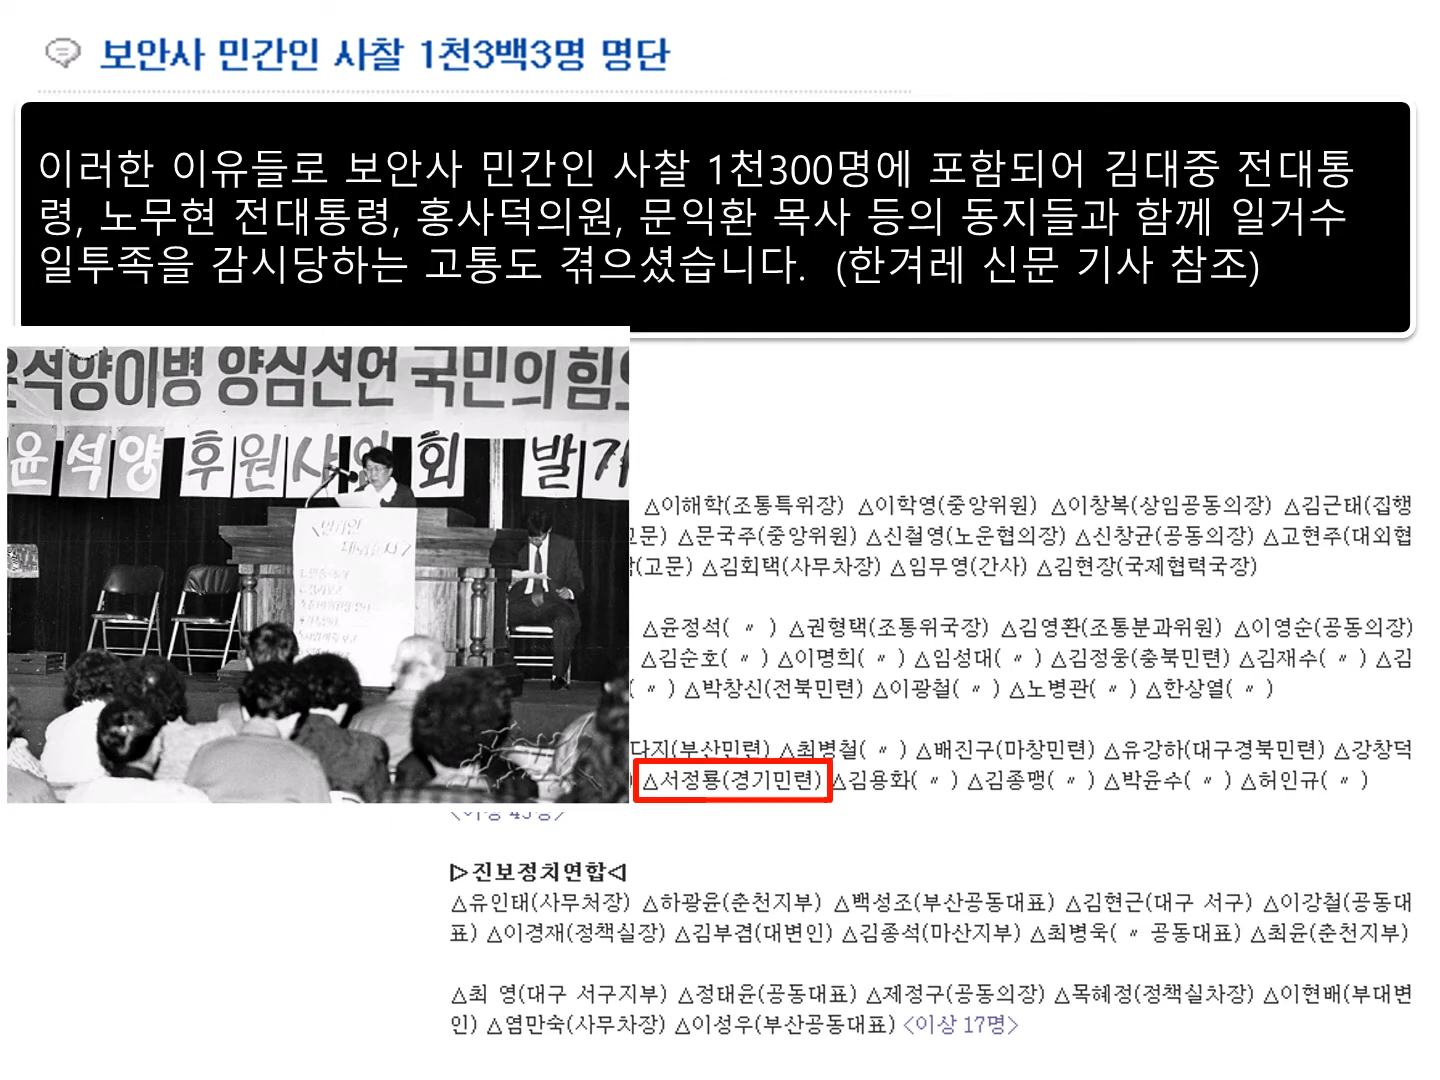 보안사 민간인 사찰 1천3백3명 명단
이러한 이유들로 보안사 민간인 사찰 1천300명에 포함되어 김대중 전대통
령, 노무현 전대통령, 홍사덕의원, 문익환 목사 등의 동지들과 함께 일거수
일투족을 감시당하는 고통도 겪으셨습니다. (한겨레 신문 기사 참조)
석양이병 양심선언 국민의 힘
윤석양 후원사업회 발기
△이해학(조통특위장) △이학영(중앙위원) △이창복(상임공동의장) △김근태(집행
고문) △문국주(중앙위원) △신철영(노운협의장) △신창균(공동의장) △고현주(대외협
(고문) △김회택(사무차장) △임무영(간사) △김현장(국제협력국장)
△윤정석( 〃 ) △권형택(조통위국장) △김영환(조통분과위원) △이영순(공동의장)
△김순호( 〃 ) △이명희( 〃 ) △임성대( 〃 ) △김정웅(충북민련) △김재수( 〃 ) △김
( 〃 ) △박창신(전북민련) △이광철( 〃 ) △노병관( 〃 ) △한상열( 〃 )
다지(부산민련) △최병철( 〃 ) △배진구(마창민련) △유강하(대구경북민련) △강창덕
△서정룡(경기민련) △김용화( 〃 ) △김종맹( 〃 ) △박윤수( 〃 ) △허인규( 〃 )
▷진보정치연합◁
△유인태(사무처장) △하광윤(춘천지부) △백성조(부산공동대표) △김현근(대구 서구) △이강철(공동대
표) △이경재(정책실장) △김부겸(대변인) △김종석(마산지부) △최병욱( 〃 공동대표) △최윤(춘천지부)
△최 영(대구 서구지부) △정태윤(공동대표) △제정구(공동의장) △목혜정(정책실차장) △이현배(부대변
인) △염만숙(사무차장) △이성우(부산공동대표) <이상 17명>